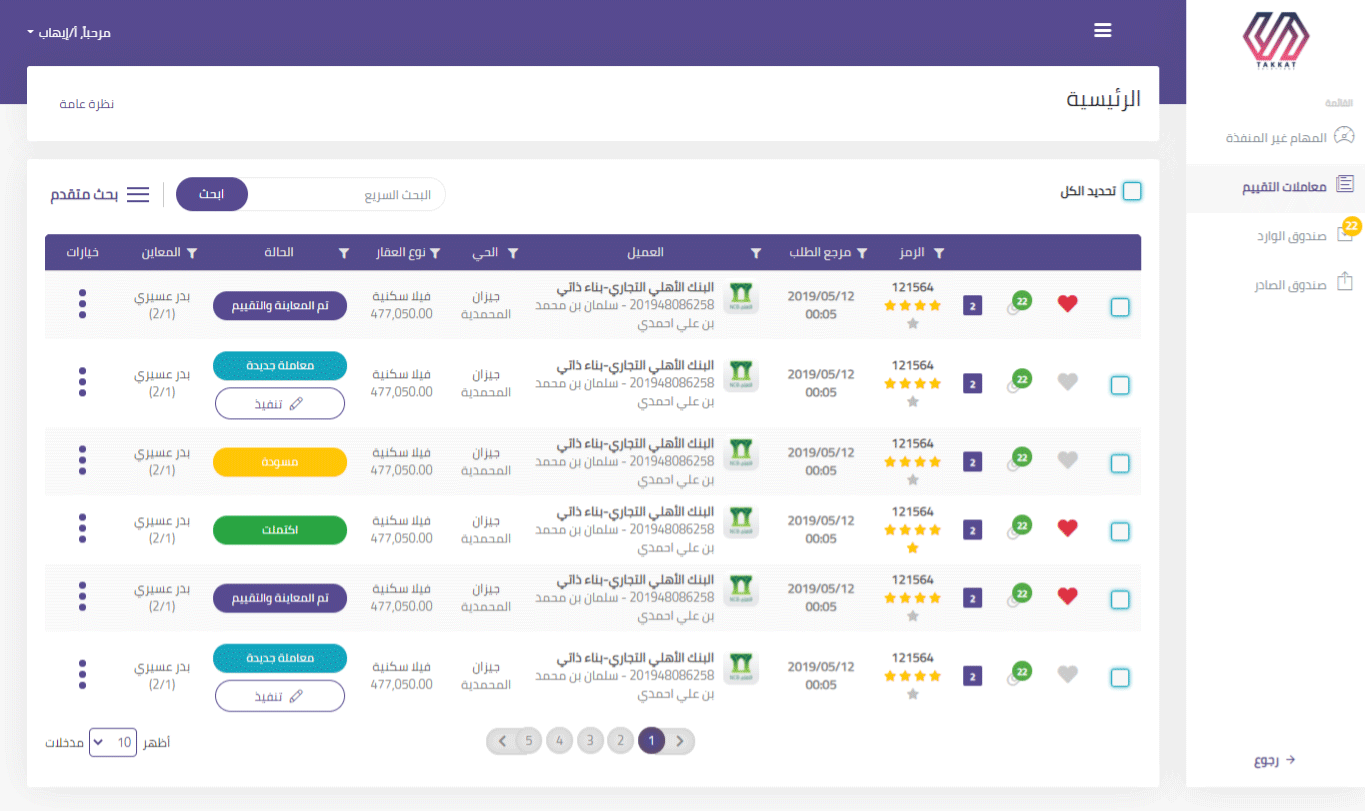 TAKKAT
القائمة
المهام غير المنفذة
معاملات التقييم
22
صندوق الوارد
صندوق الصادر
رجوع
مرحباً, أ/إيهاب
الرئيسية
نظرة عامة
تحديد الكل
البحث السريع
ابحث
بحث متقدم
الرمز
مرجع الطلب
العميل
الحي
نوع العقار
الحالة
المعاين
خيارات
22
2
121564
2019/05/12
00:05
البنك الأهلي التجاري-بناء ذاتي
201948086258 - سلمان بن محمد
بن علي احمدي
جيزان
المحمدية
فيلا سكنية
477,050.00
تم المعاينة والتقييم
بدر عسيري
(2/1)
22
2
121564
2019/05/12
00:05
البنك الأهلي التجاري-بناء ذاتي
201948086258 - سلمان بن محمد
بن علي احمدي
جيزان
المحمدية
فيلا سكنية
477,050.00
معاملة جديدة
تنفيذ
بدر عسيري
(2/1)
22
2
121564
2019/05/12
00:05
البنك الأهلي التجاري-بناء ذاتي
201948086258 - سلمان بن محمد
بن علي احمدي
جيزان
المحمدية
فيلا سكنية
477,050.00
مسودة
بدر عسيري
(2/1)
22
2
121564
2019/05/12
00:05
البنك الأهلي التجاري-بناء ذاتي
201948086258 - سلمان بن محمد
بن علي احمدي
جيزان
المحمدية
فيلا سكنية
477,050.00
اكتملت
بدر عسيري
(2/1)
22
2
121564
2019/05/12
00:05
البنك الأهلي التجاري-بناء ذاتي
201948086258 - سلمان بن محمد
بن علي احمدي
جيزان
المحمدية
فيلا سكنية
477,050.00
تم المعاينة والتقييم
بدر عسيري
(2/1)
22
2
121564
2019/05/12
00:05
البنك الأهلي التجاري-بناء ذاتي
201948086258 - سلمان بن محمد
بن علي احمدي
جيزان
المحمدية
فيلا سكنية
477,050.00
معاملة جديدة
تنفيذ
بدر عسيري
(2/1)
1 2 3 4 5
أظهر 10 مدخلات